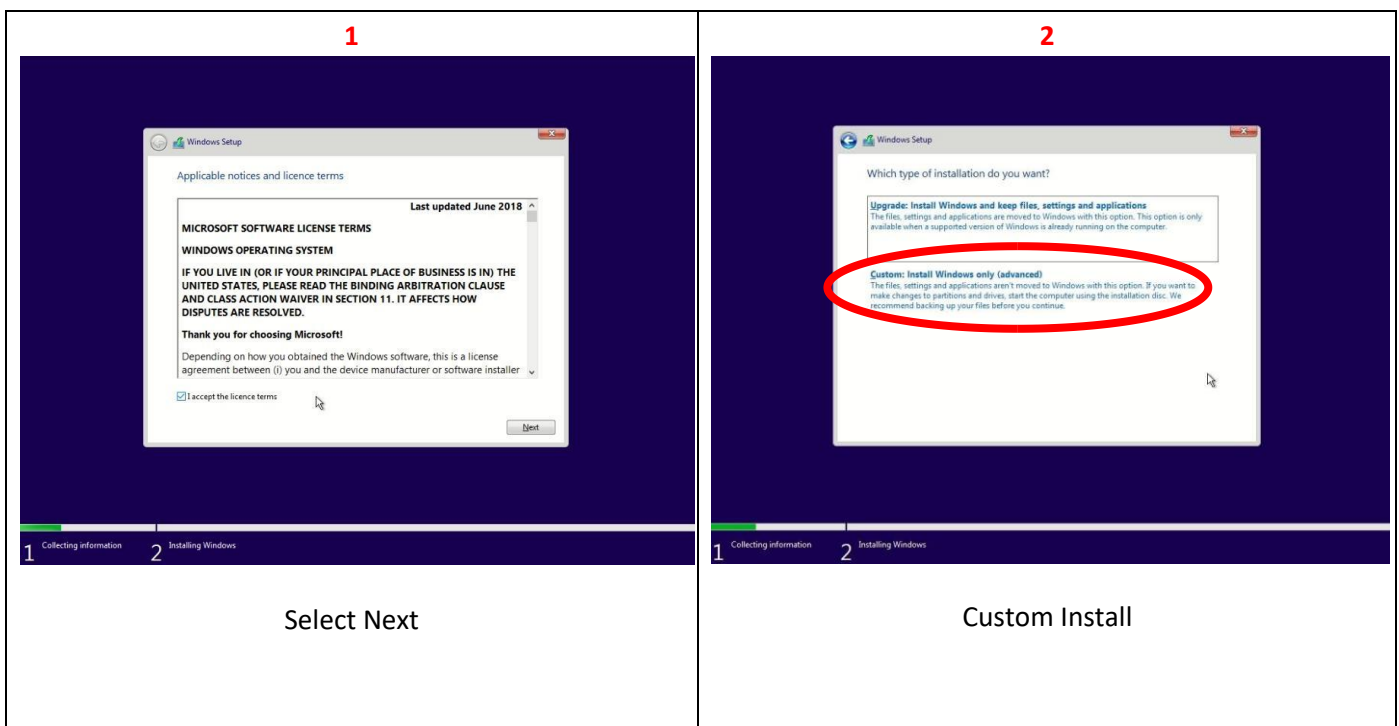 1
Windows Setup
Applicable notices and licence terms
Last updated June 2018
MICROSOFT SOFTWARE LICENSE TERMS
WINDOWS OPERATING SYSTEM
IF YOU LIVE IN (OR IF YOUR PRINCIPAL PLACE OF BUSINESS IS IN) THE
UNITED STATES, PLEASE READ THE BINDING ARBITRATION CLAUSE
AND CLASS ACTION WAIVER IN SECTION 11. IT AFFECTS HOW
DISPUTES ARE RESOLVED.
Thank you for choosing Microsoft!
Depending on how you obtained the Windows software, this is a license
agreement between (i) you and the device manufacturer or software installer
I accept the licence terms
Next
1 Collecting information 2 Installing Windows
Select Next
2
Windows Setup
Which type of installation do you want?
Upgrade: Install Windows and keep files, settings and applications
The files, settings and applications are moved to Windows with this option. This option is only
available when a supported version of Windows is already running on the computer.
Custom: Install Windows only (advanced)
The files, settings and applications aren't moved to Windows with this option. If you want to
make changes to partitions and drives, start the computer using the installation disc. We
recommend backing up your files before you continue.
1 Collecting information 2 Installing Windows
Custom Install